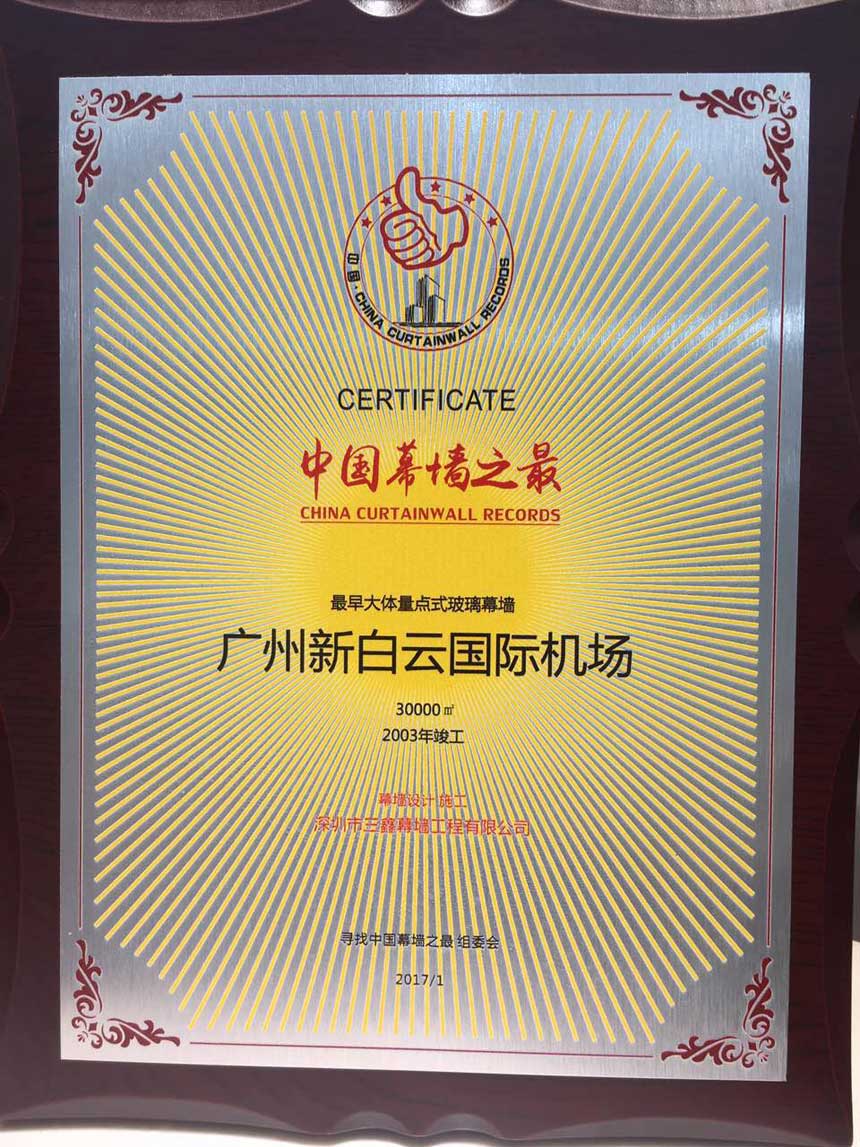 中国·CHINA CURTAINWALL RECORDS
CERTIFICATE
中国幕墙之最
CHINA CURTAINWALL RECORDS
最早大体量点式玻璃幕墙
广州新白云国际机场
30000㎡
2003年竣工
幕墙设计 施工
深圳市三鑫幕墙工程有限公司
寻找中国幕墙之最 组委会
2017/1